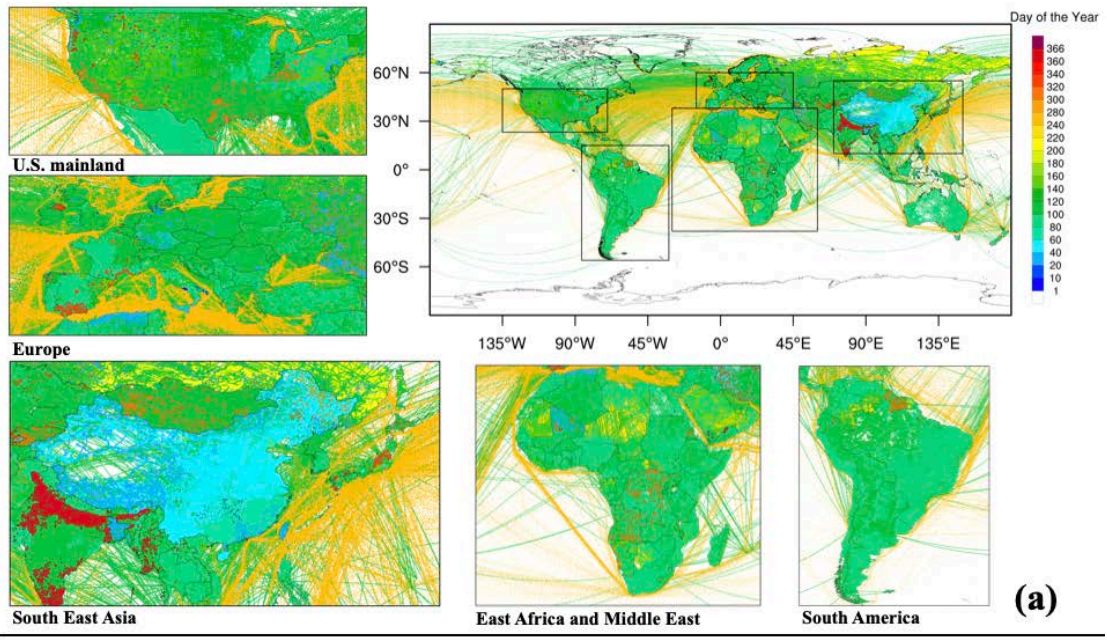 Day of the Year
366
360
340
320
300
280
260
240
220
200
180
160
140
120
100
80
60
40
20
10
1
60°N
30°N
0°
30°S
60°S
135°W 90°W 45°W 0° 45°E 90°E 135°E
U.S. mainland
Europe
South East Asia
East Africa and Middle East
South America
(a)